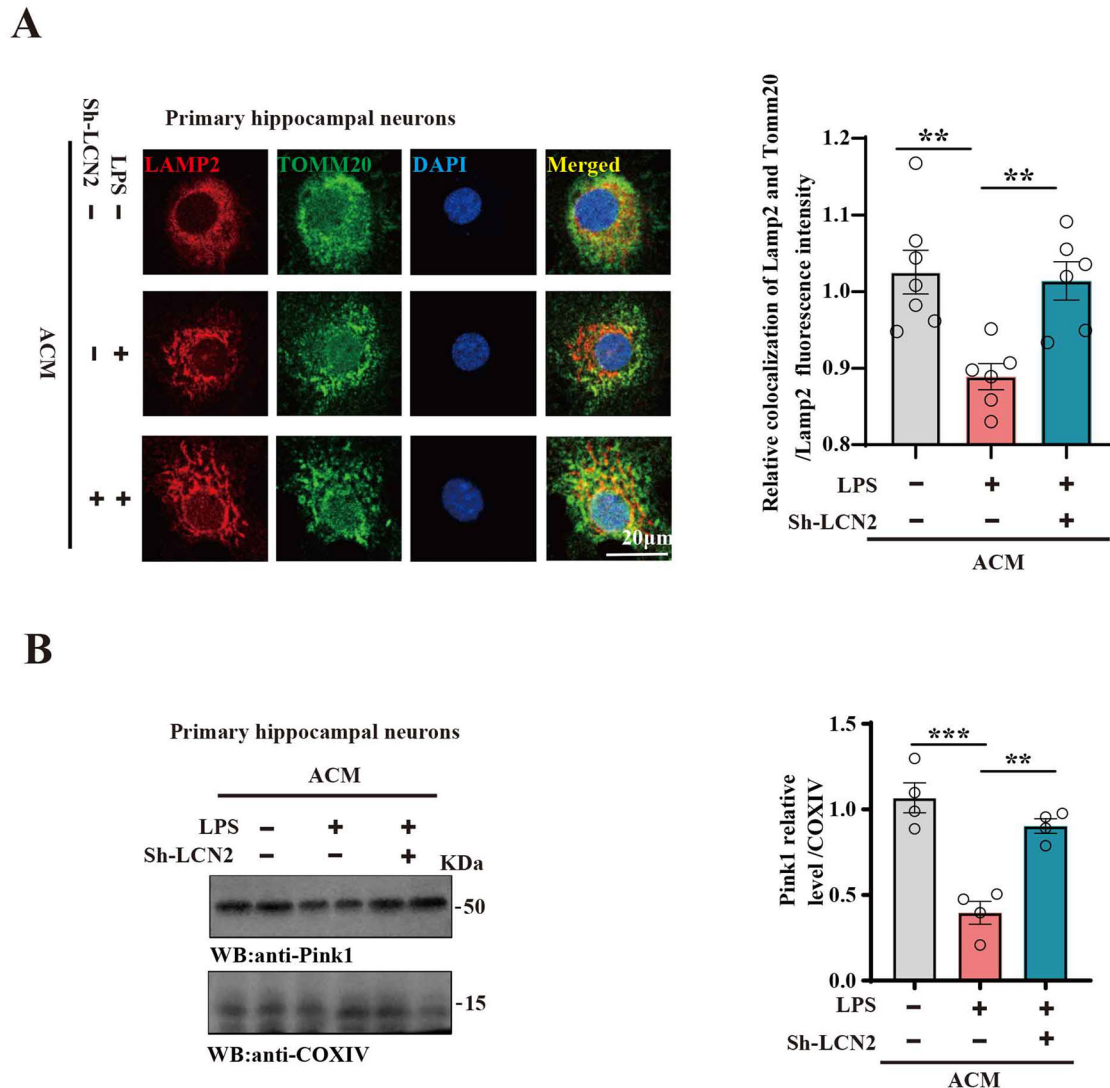 A
Primary hippocampal neurons
Sh-LCN2
LPS
LAMP2 TOMM20 DAPI Merged
− −
− +
+ +
ACM
20μm
Relative colocalization of Lamp2 and Tomm20
/Lamp2 fluorescence intensity
1.2
1.1
1.0
0.9
0.8
** **
LPS − + +
Sh-LCN2 − − +
ACM
B
Primary hippocampal neurons
ACM
LPS − + +
Sh-LCN2 − − +
KDa
-50
WB:anti-Pink1
-15
WB:anti-COXIV
Pink1 relative
level /COXIV
1.5
1.0
0.5
0.0
*** **
LPS − + +
Sh-LCN2 − − +
ACM